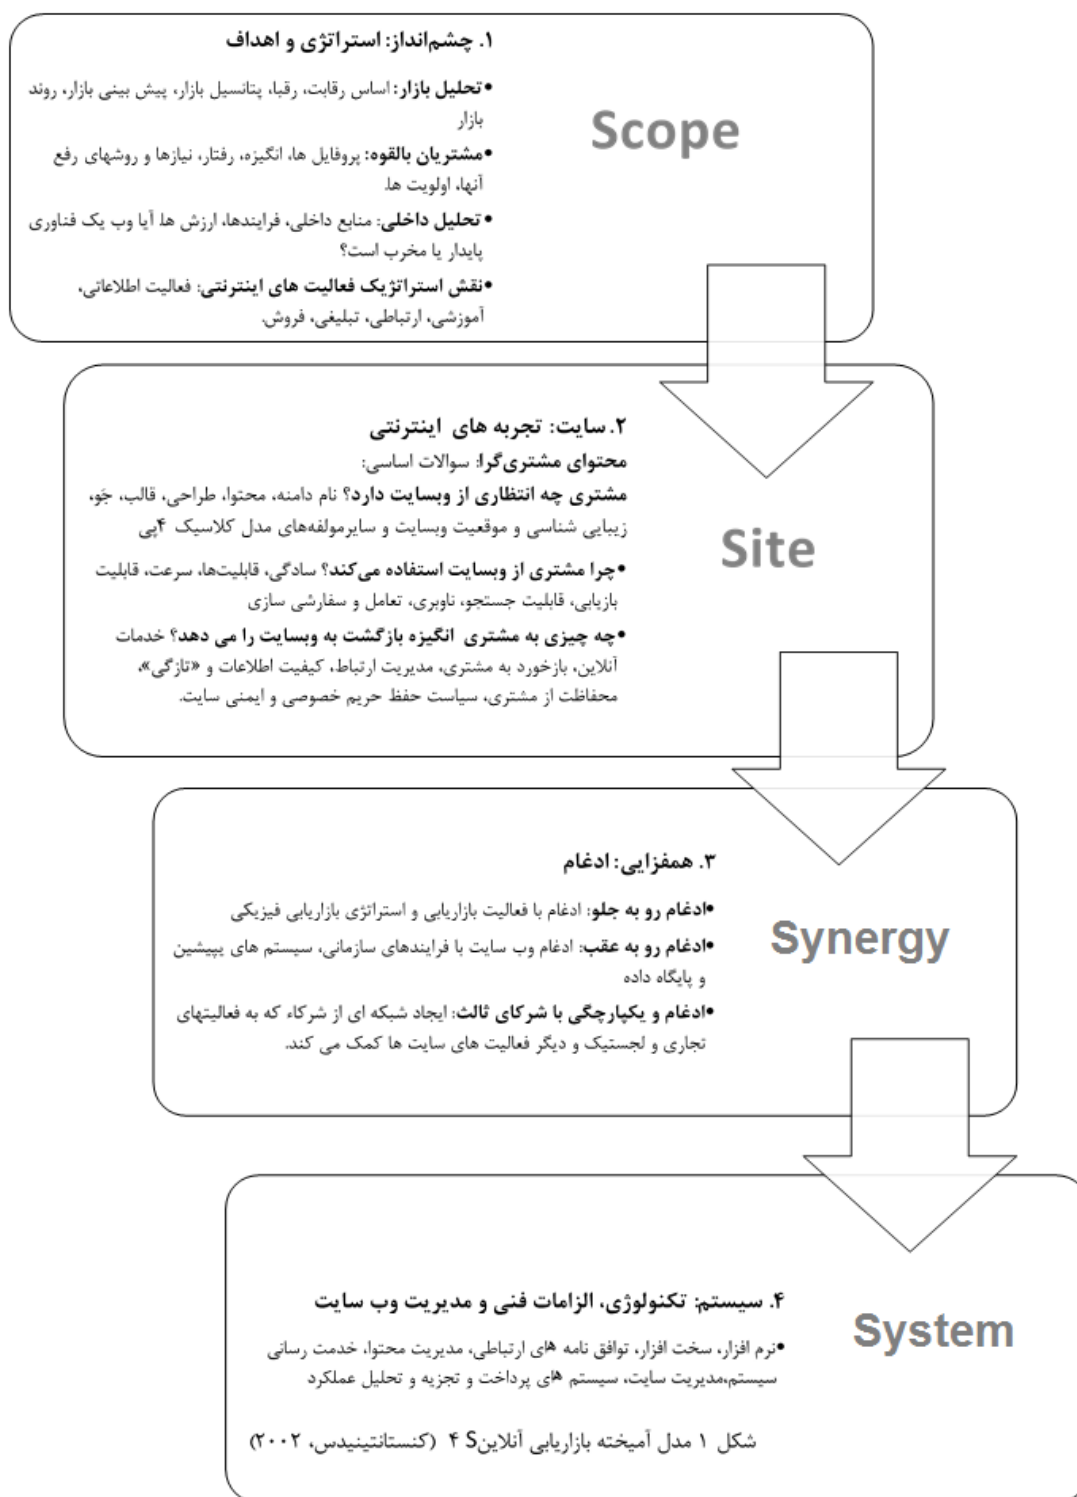 ۱. چشم‌انداز: استراتژی و اهداف
•تحلیل بازار: اساس رقابت، رقبا، پتانسیل بازار، پیش بینی بازار، روند
بازار
•مشتریان بالقوه: پروفایل ها، انگیزه، رفتار، نیازها و روشهای رفع
آنها، اولویت ها.
•تحلیل داخلی: منابع داخلی، فرایندها، ارزش ها. آیا وب یک فناوری
پایدار یا مخرب است؟
•نقش استراتژیک فعالیت های اینترنتی: فعالیت اطلاعاتی،
آموزشی، ارتباطی، تبلیغی، فروش.
Scope
۲. سایت: تجربه های اینترنتی
محتوای مشتری‌گرا: سوالات اساسی:
مشتری چه انتظاری از وبسایت دارد؟ نام دامنه، محتوا، طراحی، قالب، جَو،
زیبایی شناسی و موقعیت وبسایت و سایرمولفه‌های مدل کلاسیک ۴پی
•چرا مشتری از وبسایت استفاده می‌کند؟ سادگی، قابلیت‌ها، سرعت، قابلیت
بازیابی، قابلیت جستجو، ناوبری، تعامل و سفارشی سازی
•چه چیزی به مشتری انگیزه بازگشت به وبسایت را می دهد؟ خدمات
آنلاین، بازخورد به مشتری، مدیریت ارتباط، کیفیت اطلاعات و «تازگی»،
محافظت از مشتری، سیاست حفظ حریم خصوصی و ایمنی سایت.
Site
۳. همفزایی: ادغام
•ادغام رو به جلو: ادغام با فعالیت بازاریابی و استراتژی بازاریابی فیزیکی
•ادغام رو به عقب: ادغام وب سایت با فرایندهای سازمانی، سیستم های پیپشین
و پایگاه داده
•ادغام و یکپارچگی با شرکای ثالث: ایجاد شبکه ای از شرکاء که به فعالیتهای
تجاری و لجستیک و دیگر فعالیت های سایت ها کمک می کند.
Synergy
۴. سیستم: تکنولوژی، الزامات فنی و مدیریت وب سایت
•نرم افزار، سخت افزار، توافق نامه های ارتباطی، مدیریت محتوا، خدمت رسانی
سیستم،مدیریت سایت، سیستم های پرداخت و تجزیه و تحلیل عملکرد
System
شکل ۱ مدل آمیخته بازاریابی آنلاینS ۴ (کنستانتینیدس، ۲۰۰۲)